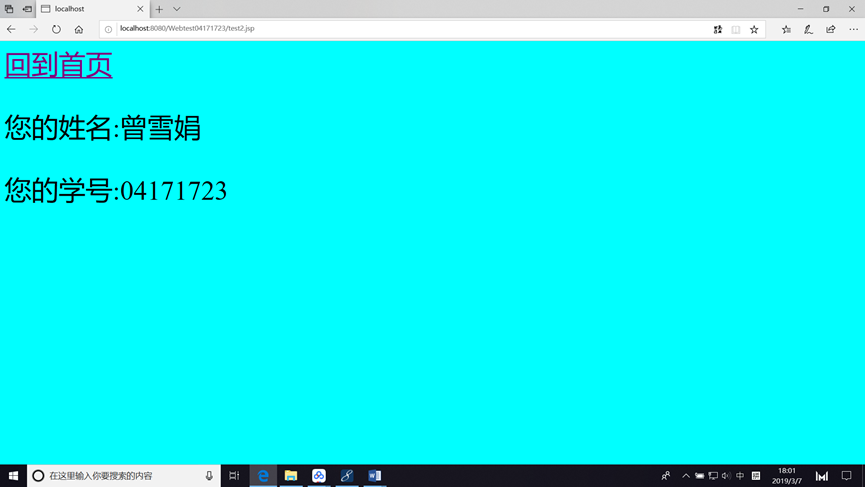 localhost
localhost:8080/Webtest04171723/test2.jsp
回到首页
您的姓名:曾雪娟
您的学号:04171723
在这里输入你要搜索的内容
中
18:01
2019/3/7